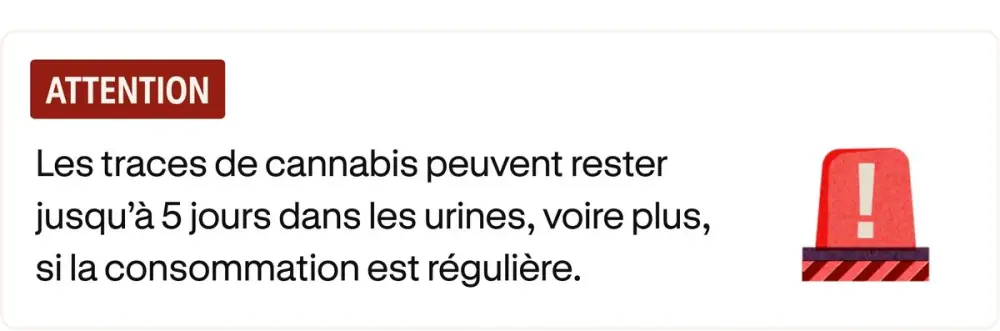 ATTENTION
Les traces de cannabis peuvent rester
jusqu’à 5 jours dans les urines, voire plus,
si la consommation est régulière.
!